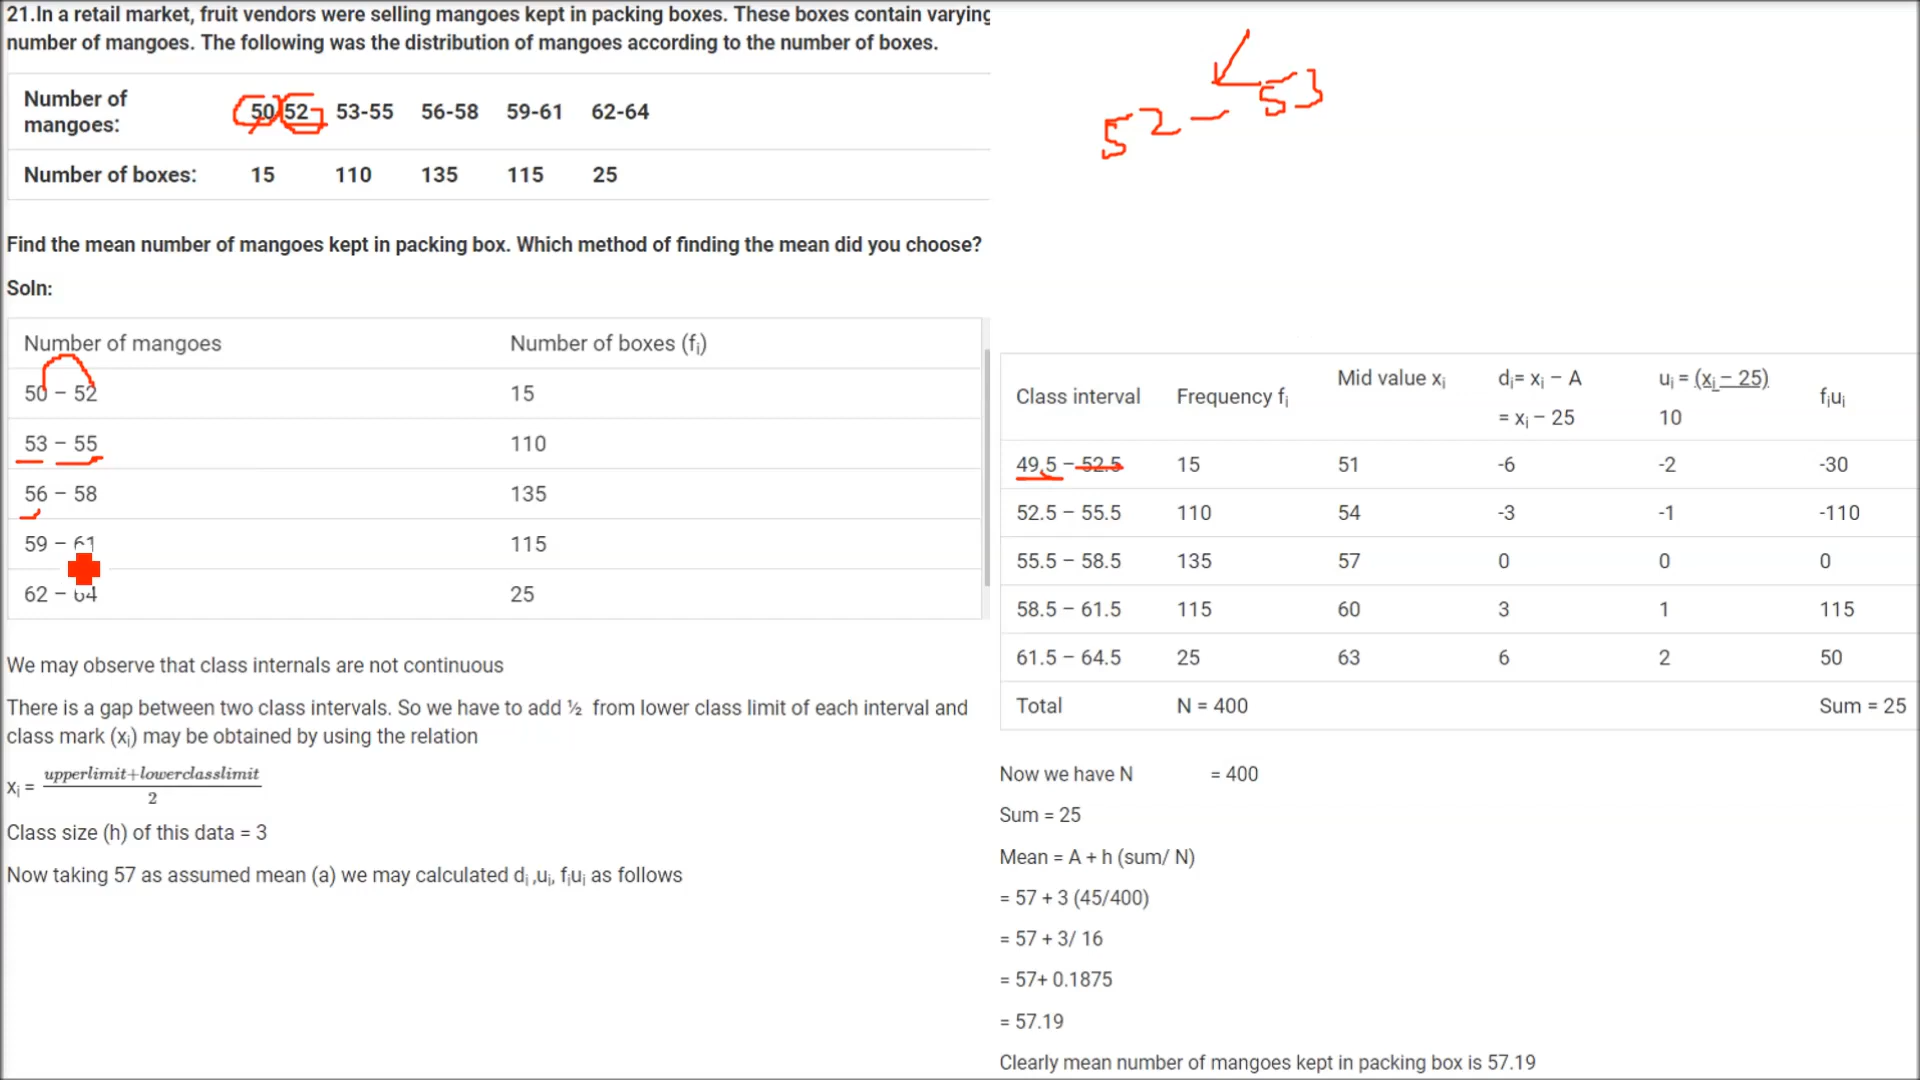 21.In a retail market, fruit vendors were selling mangoes kept in packing boxes. These boxes contain varying
number of mangoes. The following was the distribution of mangoes according to the number of boxes.
Number of mangoes: 50 52 53-55 56-58 59-61 62-64
Number of boxes: 15 110 135 115 25
Find the mean number of mangoes kept in packing box. Which method of finding the mean did you choose?
Soln:
Number of mangoes Number of boxes (fi)
50 – 52 15
53 – 55 110
56 – 58 135
59 – 61 115
62 – 64 25
We may observe that class internals are not continuous
There is a gap between two class intervals. So we have to add ½ from lower class limit of each interval and
class mark (xi) may be obtained by using the relation
xi = upperlimit+lowerclasslimit
2
Class size (h) of this data = 3
Now taking 57 as assumed mean (a) we may calculated di ,ui, fiui as follows
52 – 53
Class interval Frequency fi Mid value xi di= xi – A = xi – 25 ui = (xi – 25) 10 fiui
49.5 – 52.5 15 51 -6 -2 -30
52.5 – 55.5 110 54 -3 -1 -110
55.5 – 58.5 135 57 0 0 0
58.5 – 61.5 115 60 3 1 115
61.5 – 64.5 25 63 6 2 50
Total N = 400 Sum = 25
Now we have N = 400
Sum = 25
Mean = A + h (sum/ N)
= 57 + 3 (45/400)
= 57 + 3/ 16
= 57+ 0.1875
= 57.19
Clearly mean number of mangoes kept in packing box is 57.19